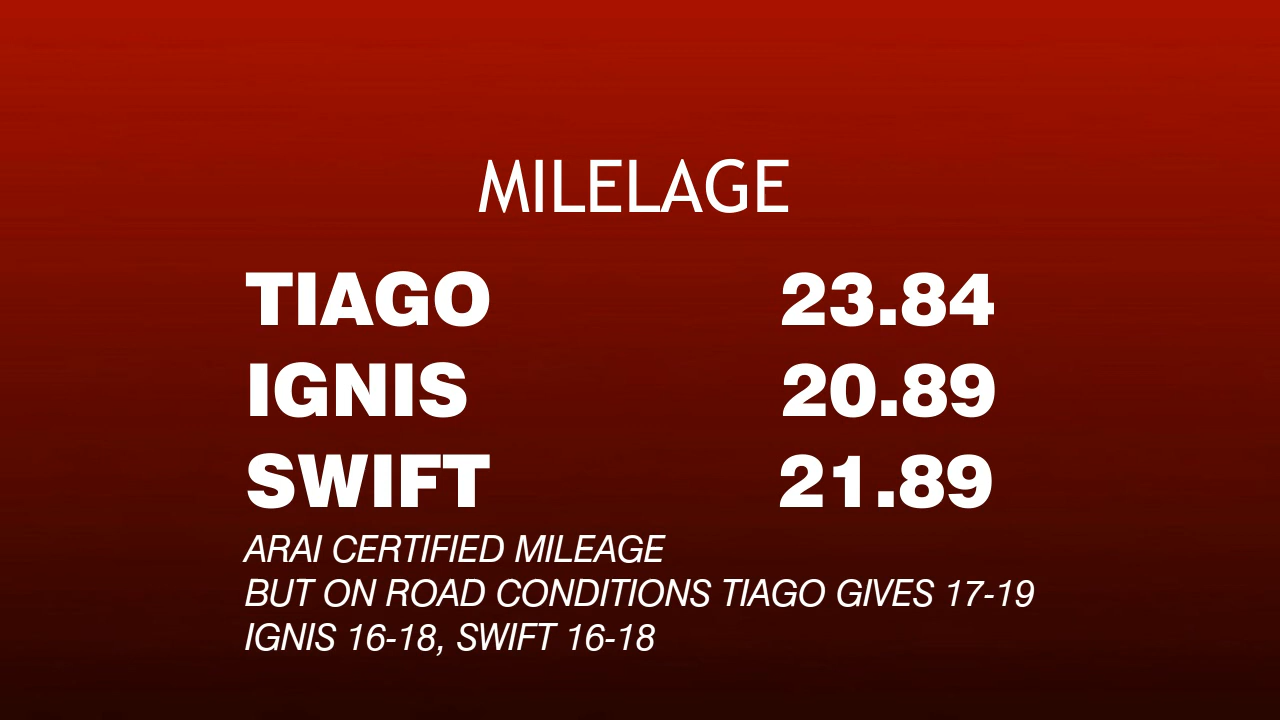 MILELAGE
TIAGO 23.84
IGNIS 20.89
SWIFT 21.89
ARAI CERTIFIED MILEAGE
BUT ON ROAD CONDITIONS TIAGO GIVES 17-19
IGNIS 16-18, SWIFT 16-18